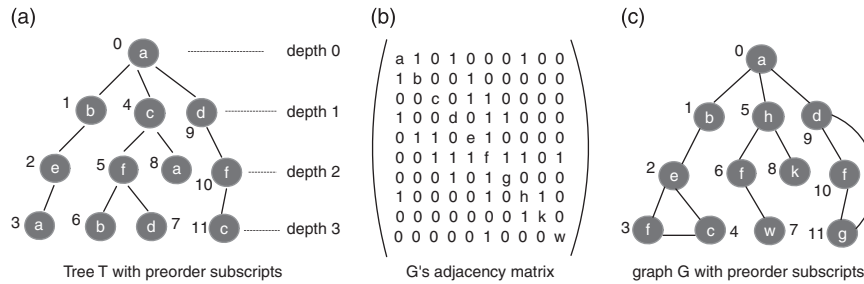 (a)
0 a depth 0
1 b 4 c d 9 depth 1
2 e 5 f 8 a 10 f depth 2
3 a 6 b d 7 11 c depth 3
Tree T with preorder subscripts
(b)
a 1 0 1 0 0 0 1 0 0
1 b 0 0 1 0 0 0 0 0
0 0 c 0 1 1 0 0 0 0
1 0 0 d 0 1 1 0 0 0
0 1 1 0 e 1 0 0 0 0
0 0 1 1 1 f 1 1 0 1
0 0 0 1 0 1 g 0 0 0
1 0 0 0 0 1 0 h 1 0
0 0 0 0 0 0 0 1 k 0
0 0 0 0 0 1 0 0 0 w
G's adjacency matrix
(c)
0 a
1 b 5 h d 9
2 e 6 f 8 k f 10
3 f c 4 w 7 11 g
graph G with preorder subscripts